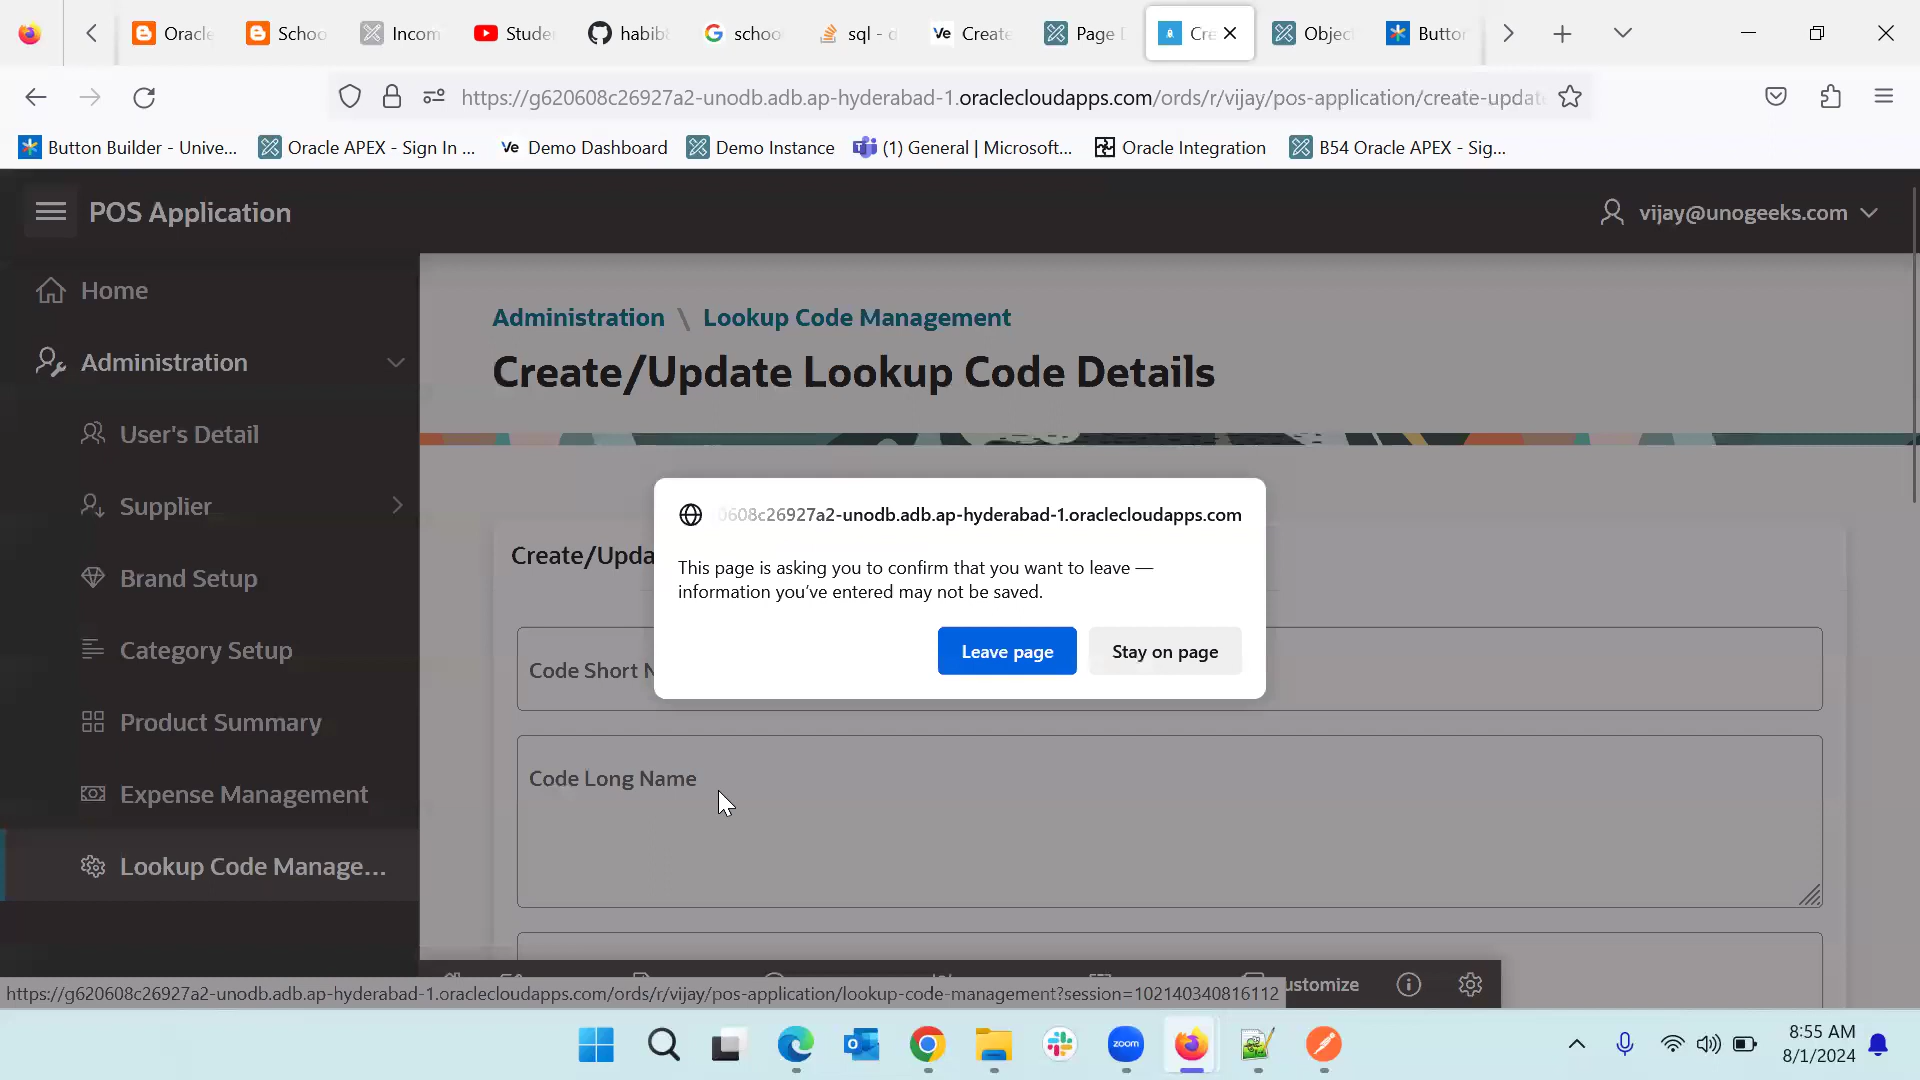 Oracle
Schoo
Incom
Stude
habib
schoo
sql - d
Create
Page D
Cre
Objec
Butto
https://g620608c26927a2-unodb.adb.ap-hyderabad-1.oraclecloudapps.com/ords/r/vijay/pos-application/create-update
Button Builder - Unive...
Oracle APEX - Sign In ...
Demo Dashboard
Demo Instance
(1) General | Microsoft...
Oracle Integration
B54 Oracle APEX - Sig...
POS Application
vijay@unogeeks.com
Home
Administration
User's Detail
Supplier
Brand Setup
Category Setup
Product Summary
Expense Management
Lookup Code Manage...
Administration \ Lookup Code Management
Create/Update Lookup Code Details
Create/Upda
0608c26927a2-unodb.adb.ap-hyderabad-1.oraclecloudapps.com
This page is asking you to confirm that you want to leave —
information you've entered may not be saved.
Leave page
Stay on page
Code Short N
Code Long Name
ustomize
https://g620608c26927a2-unodb.adb.ap-hyderabad-1.oraclecloudapps.com/ords/r/vijay/pos-application/lookup-code-management?session=102140340816112
zoom
8:55 AM
8/1/2024